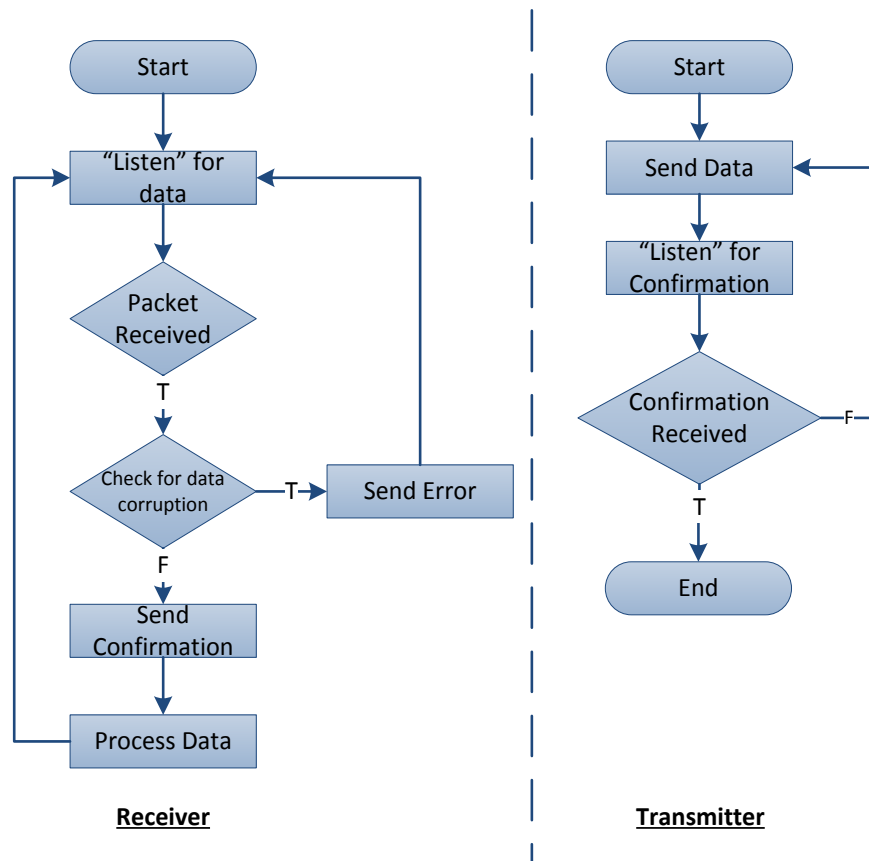 Start
“Listen” for
data
Packet
Received
T
Check for data
corruption
T
Send Error
F
Send
Confirmation
Process Data
Receiver
Start
Send Data
“Listen” for
Confirmation
Confirmation
Received
F
T
End
Transmitter